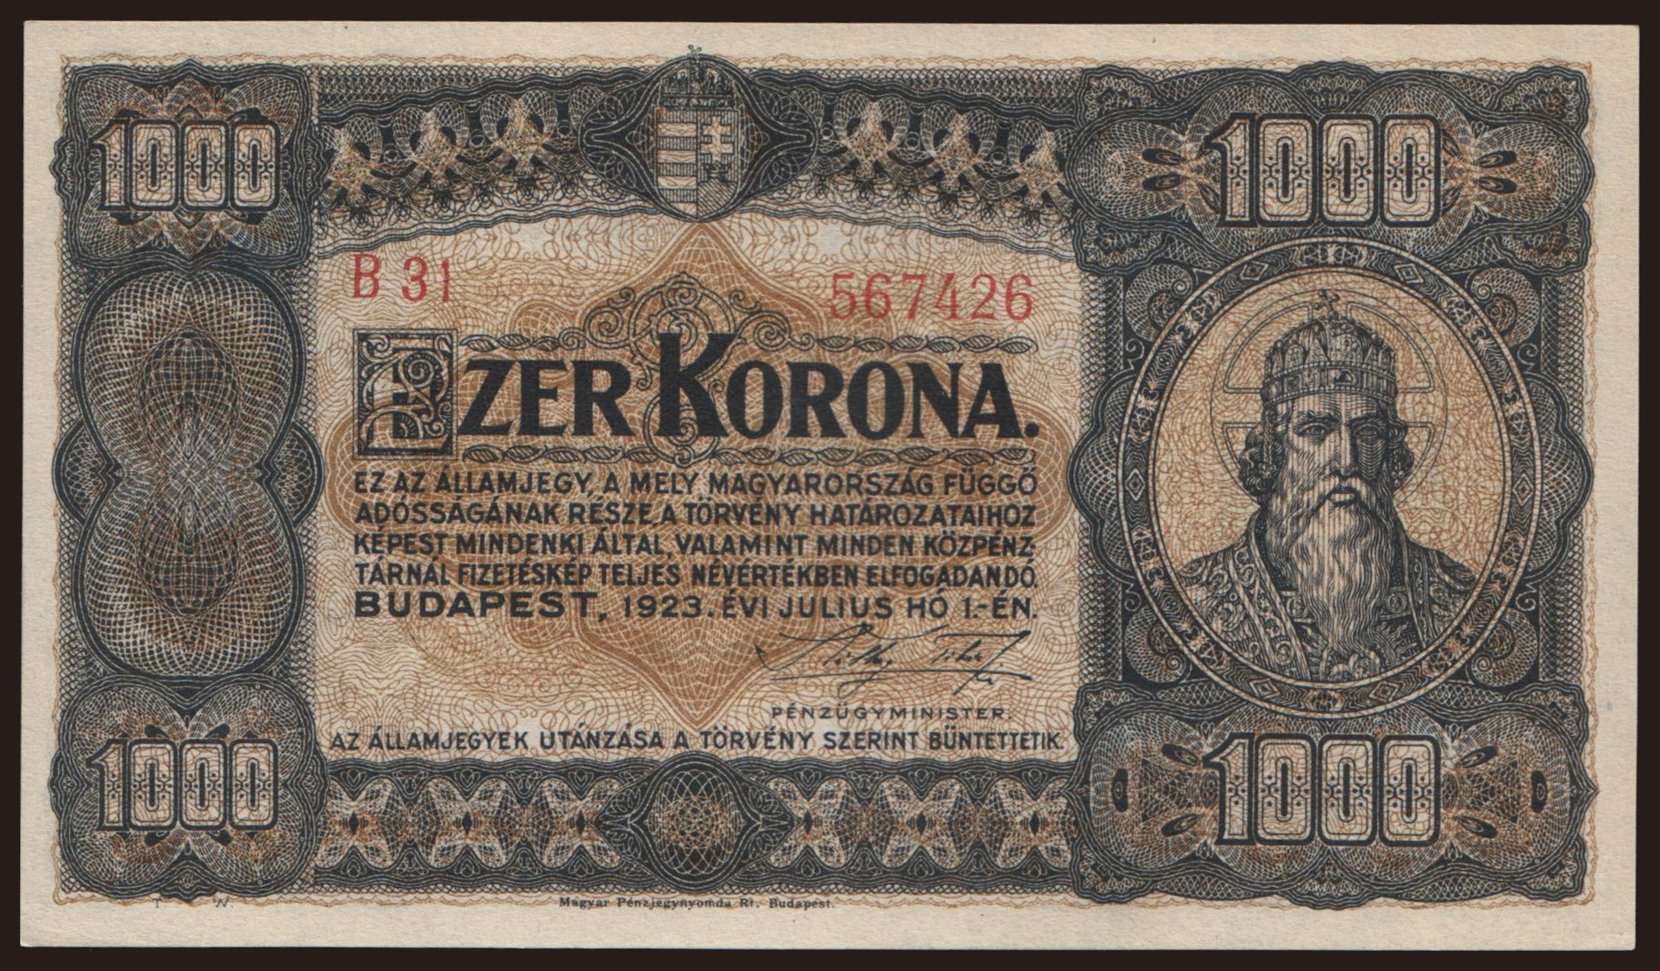 1000
1000
B 31
567426
EZER KORONA.
EZ AZ ÁLLAMJEGY, A MELY MAGYARORSZÁG FÜGGŐ
ADÓSSÁGÁNAK RÉSZE, A TÖRVÉNY HATÁROZATAIHOZ
KÉPEST MINDENKI ÁLTAL, VALAMINT MINDEN KÖZPÉNZ-
TÁRNÁL FIZETÉSKÉP TELJES NÉVÉRTÉKBEN ELFOGADANDÓ.
BUDAPEST, 1923. ÉVI JULIUS HÓ 1.-ÉN.
PÉNZÜGYMINISTER.
AZ ÁLLAMJEGYEK UTÁNZÁSA A TÖRVÉNY SZERINT BÜNTETTETIK.
1000
1000
Magyar Pénzjegynyomda Rt. Budapest.